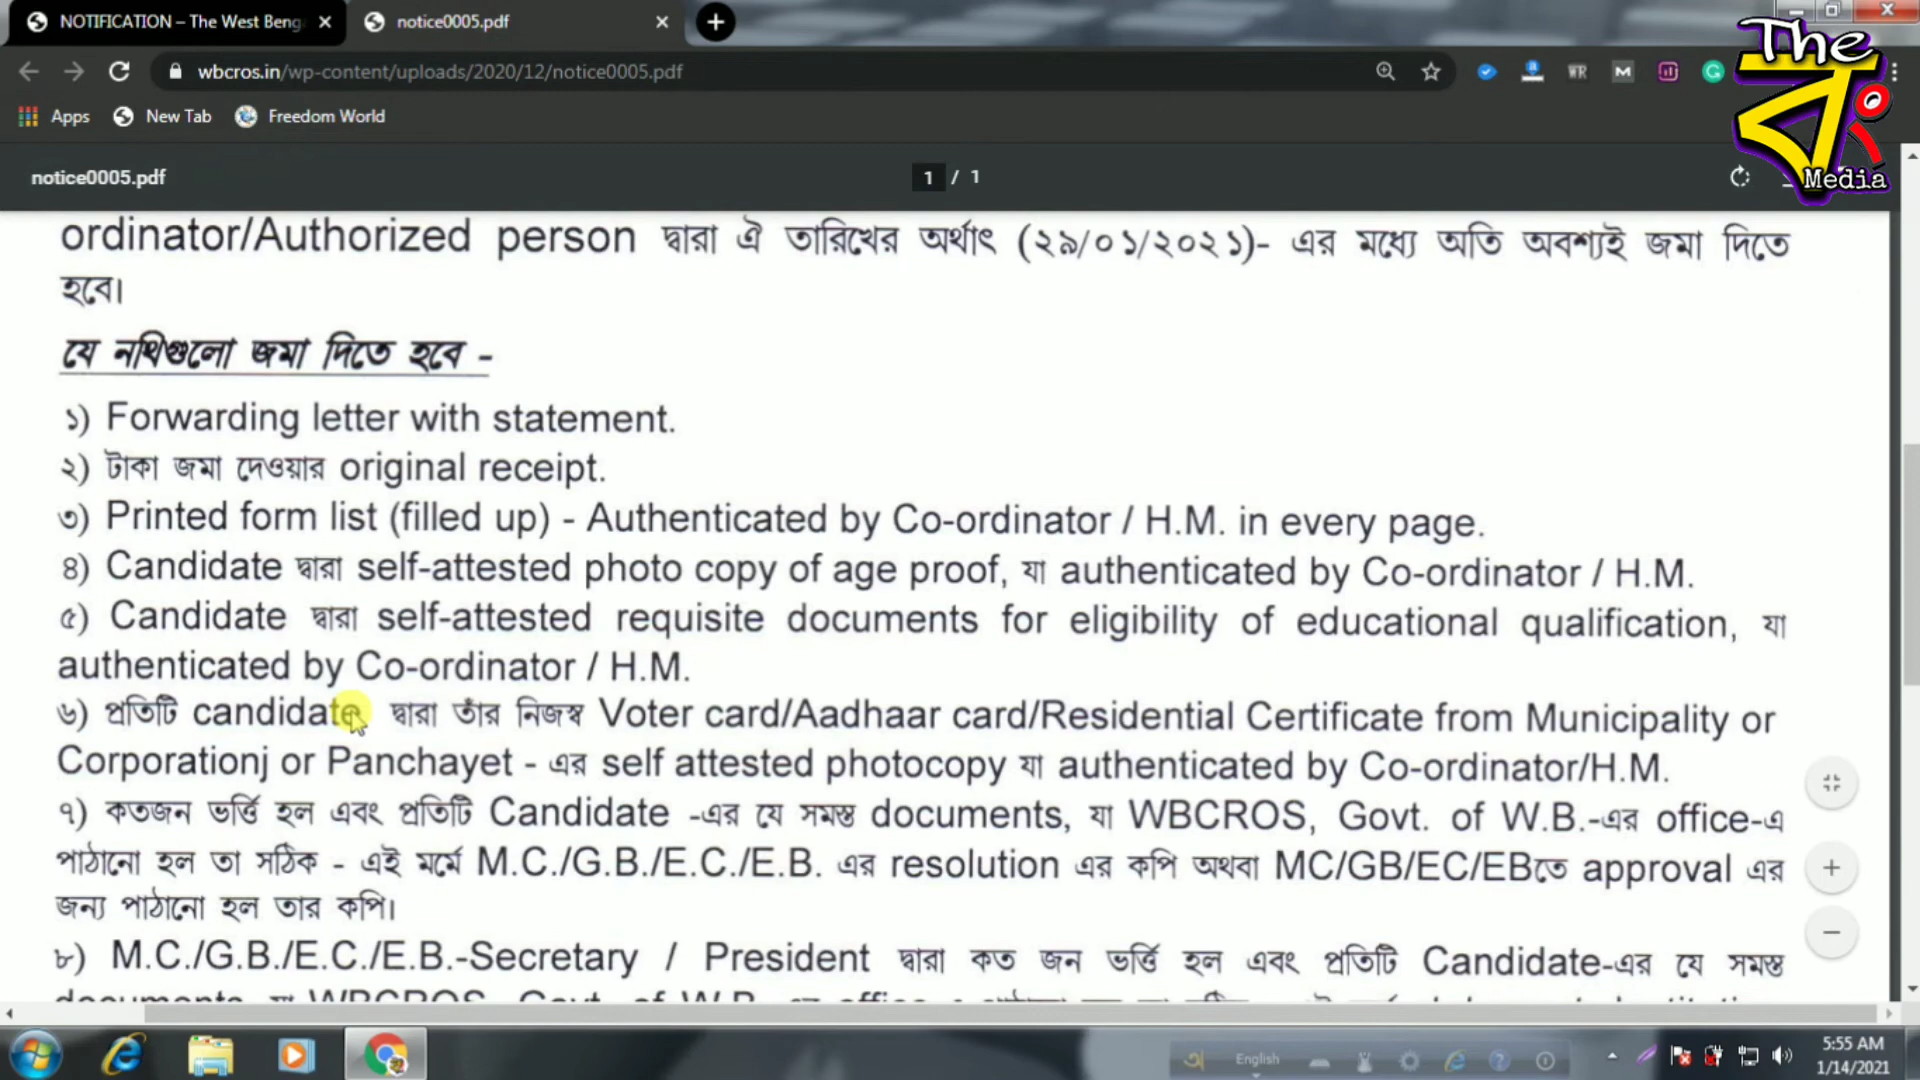 NOTIFICATION – The West Beng
notice0005.pdf
wbcros.in/wp-content/uploads/2020/12/notice0005.pdf
Apps
New Tab
Freedom World
The
Media
notice0005.pdf
1 / 1
ordinator/Authorized person দ্বারা ঐ তারিখের অর্থাৎ (২৯/০১/২০২১)- এর মধ্যে অতি অবশ্যই জমা দিতে
হবে।
যে নথিগুলো জমা দিতে হবে -
১) Forwarding letter with statement.
২) টাকা জমা দেওয়ার original receipt.
৩) Printed form list (filled up) - Authenticated by Co-ordinator / H.M. in every page.
৪) Candidate দ্বারা self-attested photo copy of age proof, যা authenticated by Co-ordinator / H.M.
৫) Candidate দ্বারা self-attested requisite documents for eligibility of educational qualification, যা
authenticated by Co-ordinator / H.M.
৬) প্রতিটি candidate দ্বারা তাঁর নিজস্ব Voter card/Aadhaar card/Residential Certificate from Municipality or
Corporationj or Panchayet - এর self attested photocopy যা authenticated by Co-ordinator/H.M.
৭) কতজন ভর্ত্তি হল এবং প্রতিটি Candidate -এর যে সমস্ত documents, যা WBCROS, Govt. of W.B.-এর office-এ
পাঠানো হল তা সঠিক - এই মর্মে M.C./G.B./E.C./E.B. এর resolution এর কপি অথবা MC/GB/EC/EBতে approval এর
জন্য পাঠানো হল তার কপি।
৮) M.C./G.B./E.C./E.B.-Secretary / President দ্বারা কত জন ভর্ত্তি হল এবং প্রতিটি Candidate-এর যে সমস্ত
English
5:55 AM
1/14/2021